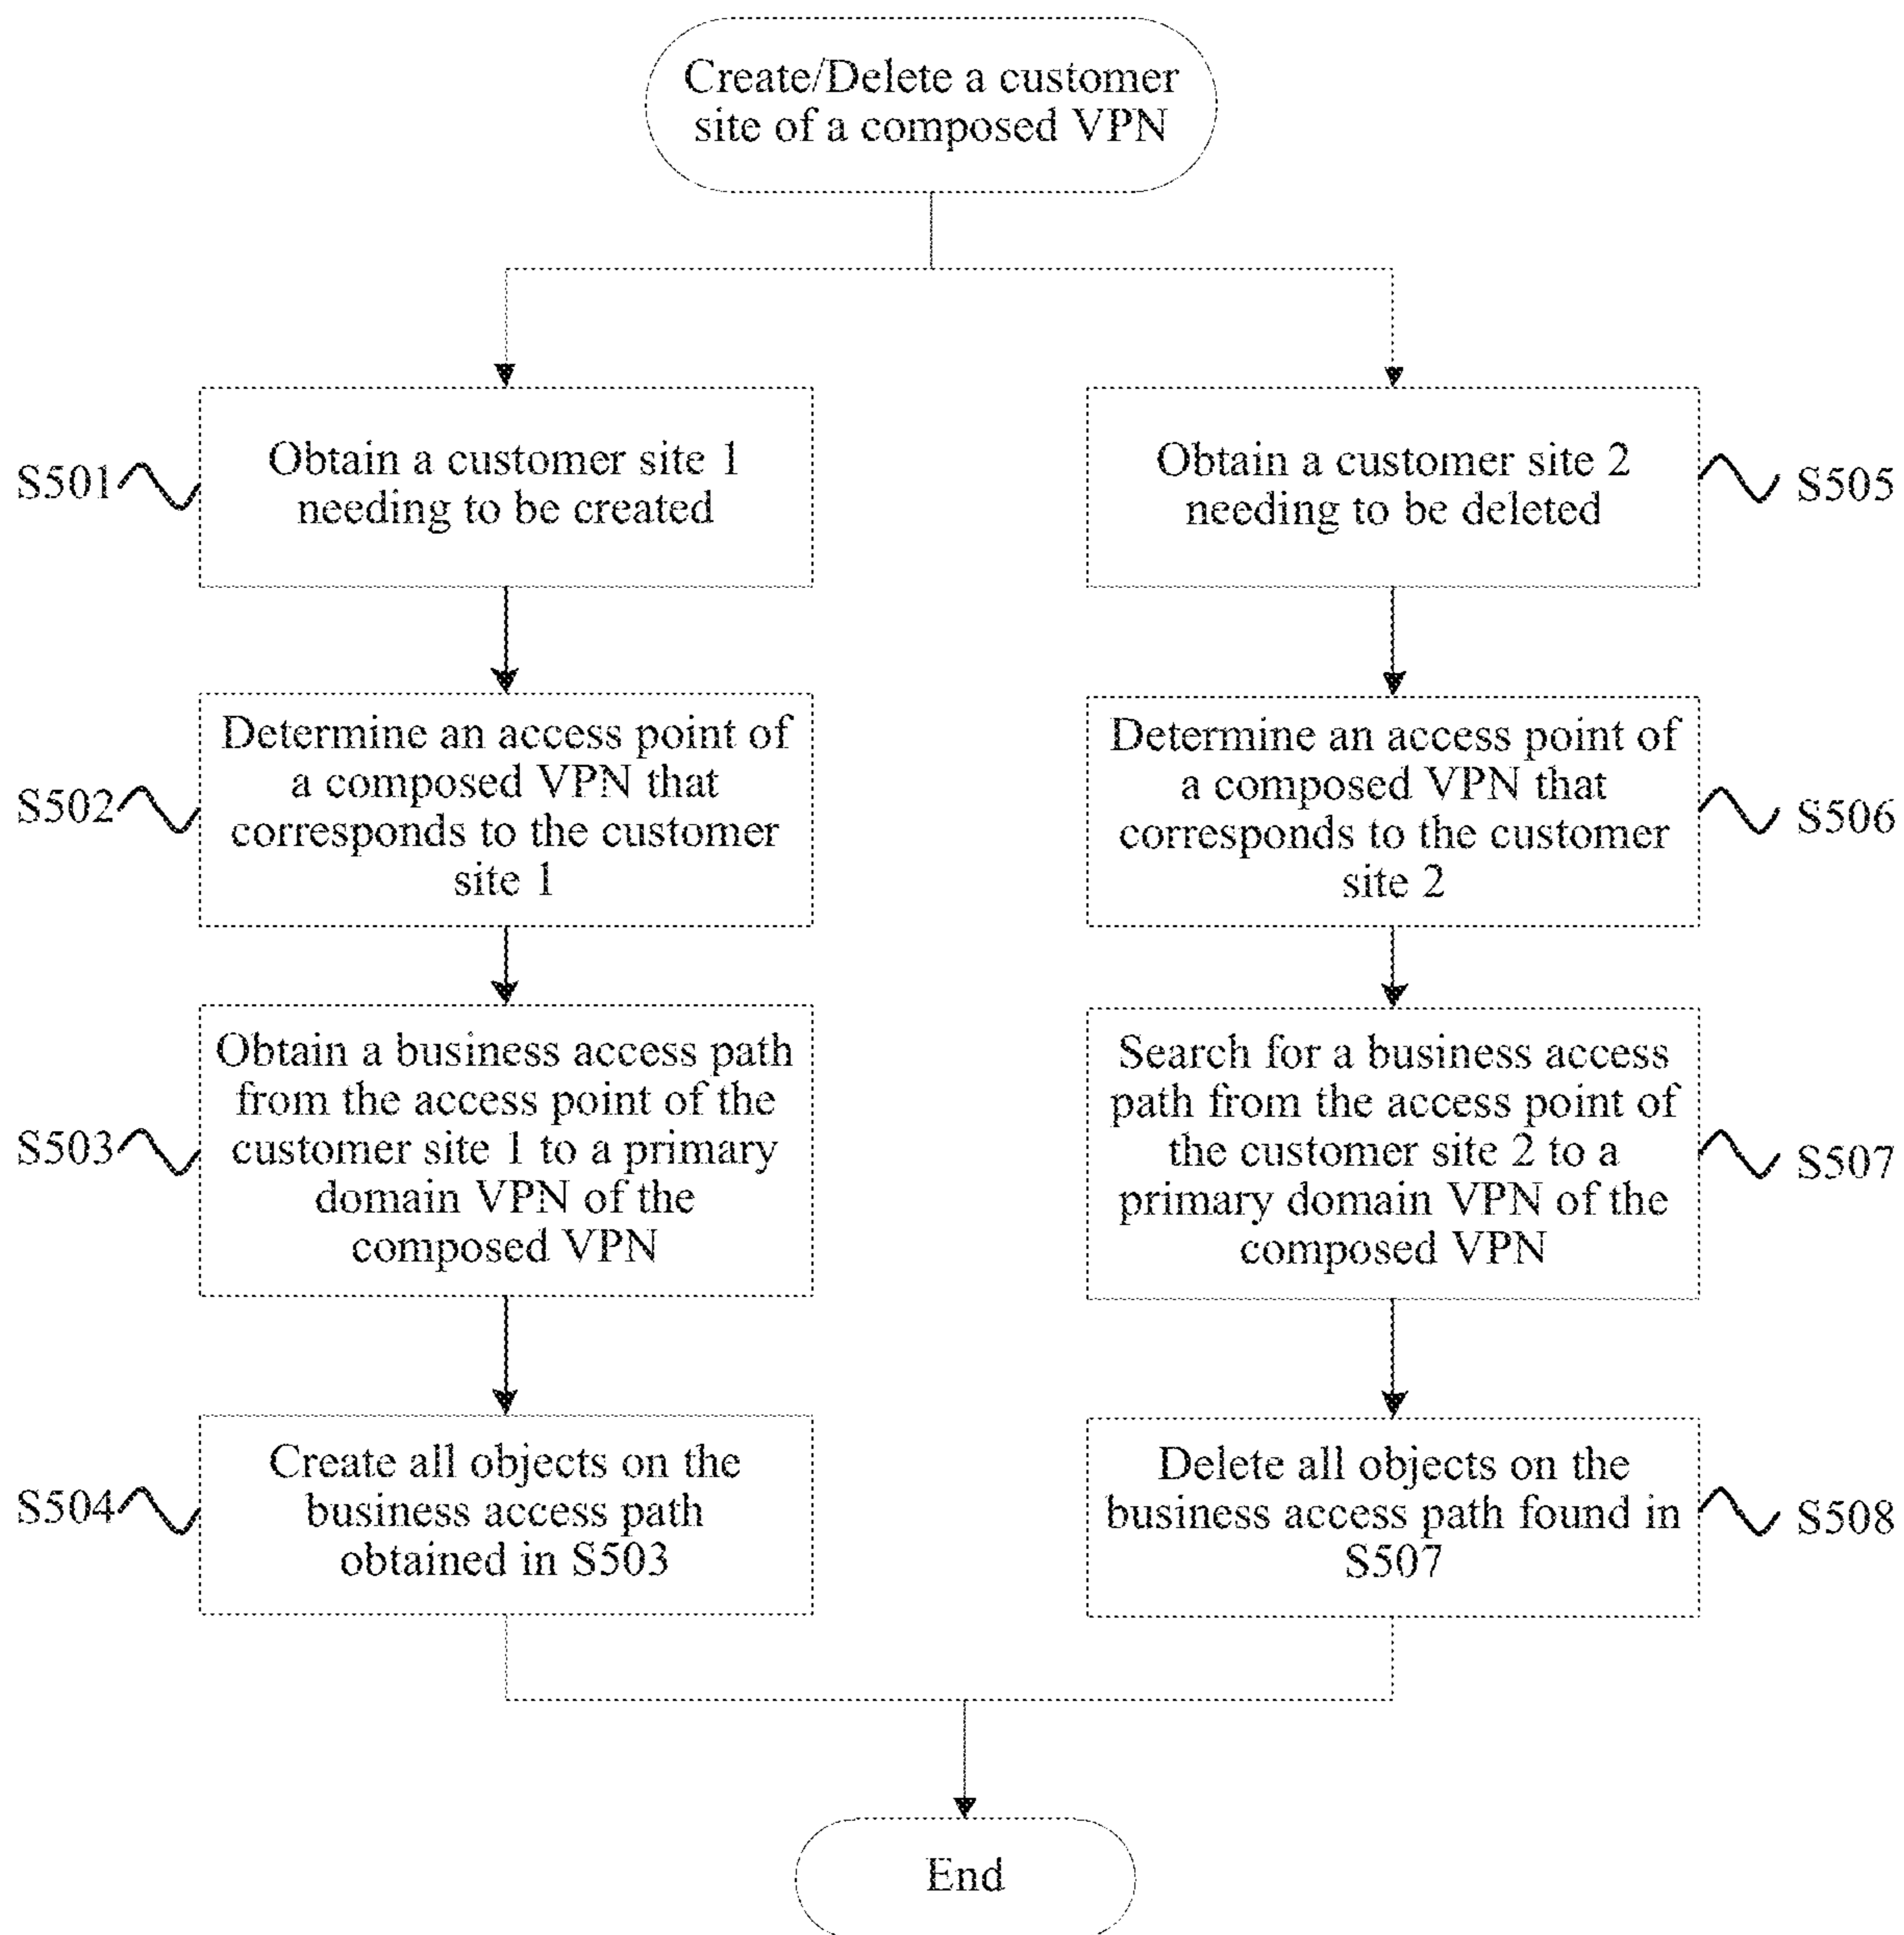 Create/Delete a customer
site of a composed VPN
S501
Obtain a customer site 1
needing to be created
S502
Determine an access point of
a composed VPN that
corresponds to the customer
site 1
S503
Obtain a business access path
from the access point of the
customer site 1 to a primary
domain VPN of the
composed VPN
S504
Create all objects on the
business access path
obtained in S503
Obtain a customer site 2
needing to be deleted
S505
Determine an access point of
a composed VPN that
corresponds to the customer
site 2
S506
Search for a business access
path from the access point of
the customer site 2 to a
primary domain VPN of the
composed VPN
S507
Delete all objects on the
business access path found in
S507
S508
End